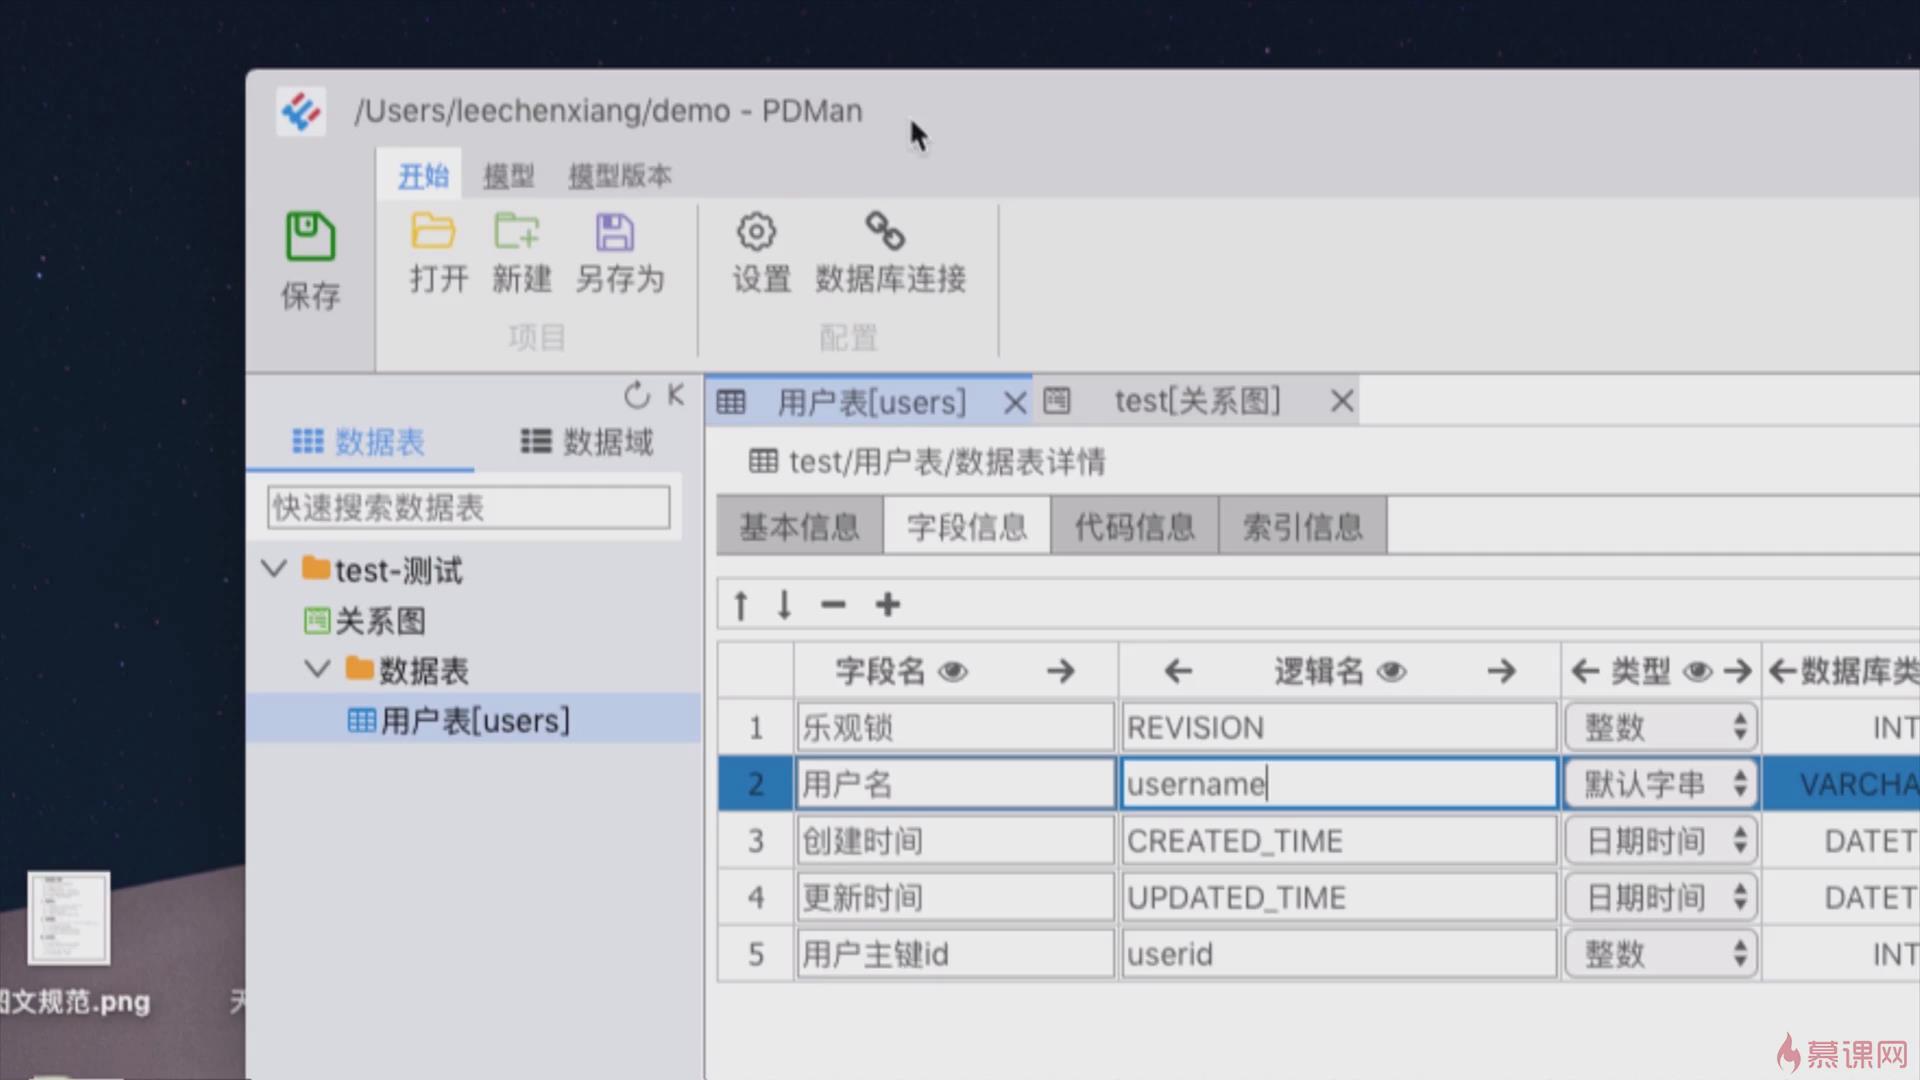 /Users/leechenxiang/demo - PDMan
开始 模型 模型版本
保存 打开 新建 另存为 设置 数据库连接
项目 配置
用户表[users] test[关系图]
数据表 数据域
test/用户表/数据表详情
快速搜索数据表
基本信息 字段信息 代码信息 索引信息
test-测试
关系图
数据表
用户表[users]
字段名 逻辑名 类型 数据库类
1 乐观锁 REVISION 整数 INT
2 用户名 username 默认字串 VARCHA
3 创建时间 CREATED_TIME 日期时间 DATET
4 更新时间 UPDATED_TIME 日期时间 DATET
5 用户主键id userid 整数 INT
图文规范.png
慕课网